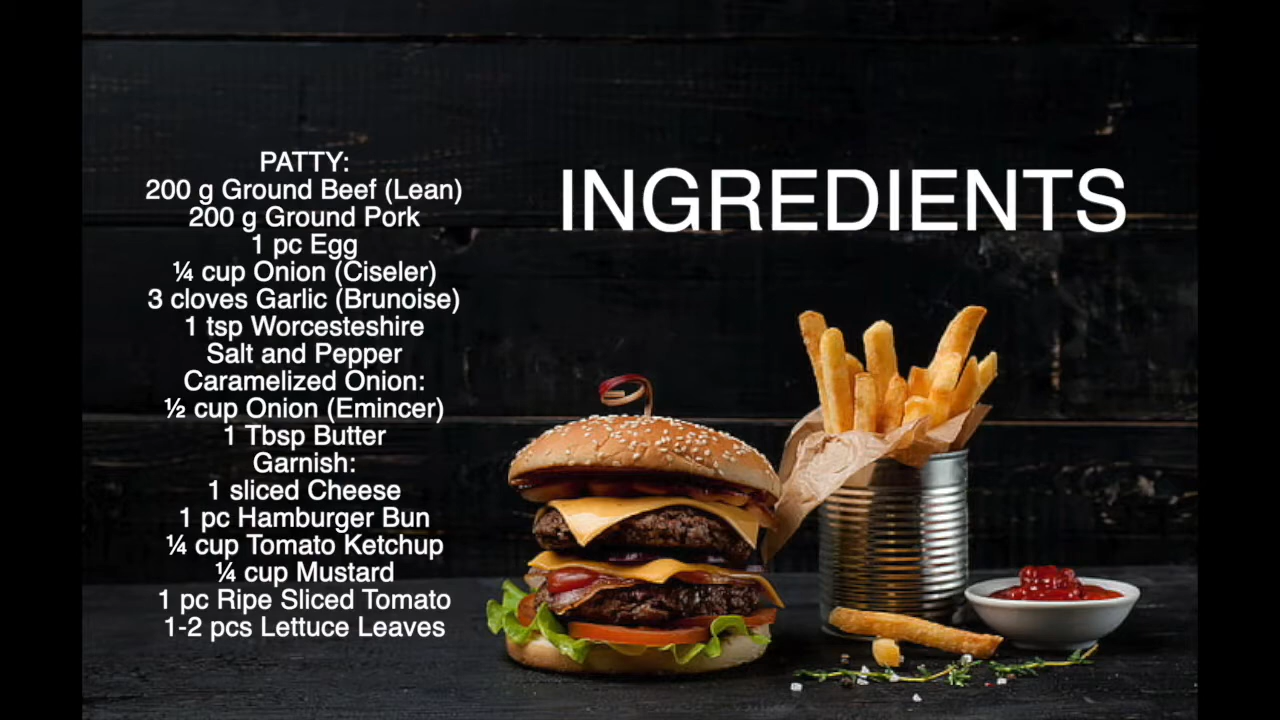 INGREDIENTS
PATTY:
200 g Ground Beef (Lean)
200 g Ground Pork
1 pc Egg
¼ cup Onion (Ciseler)
3 cloves Garlic (Brunoise)
1 tsp Worcesteshire
Salt and Pepper
Caramelized Onion:
½ cup Onion (Emincer)
1 Tbsp Butter
Garnish:
1 sliced Cheese
1 pc Hamburger Bun
¼ cup Tomato Ketchup
¼ cup Mustard
1 pc Ripe Sliced Tomato
1-2 pcs Lettuce Leaves